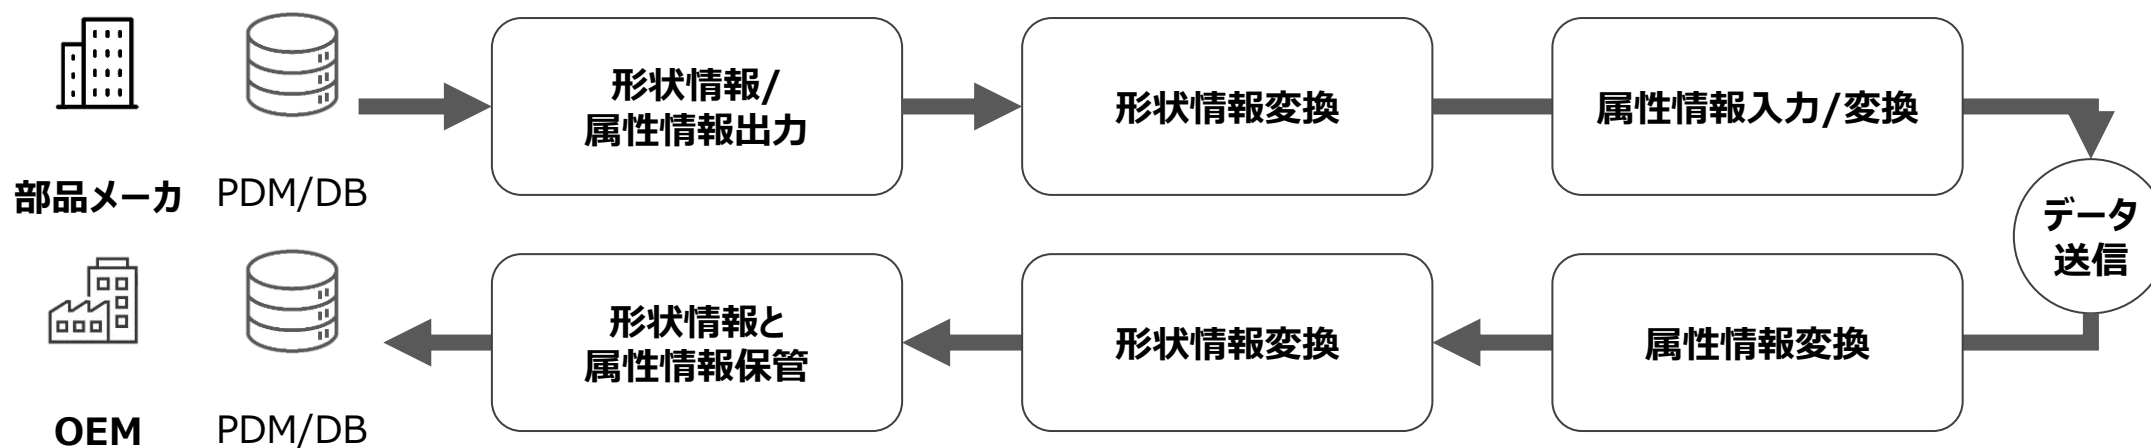 形状情報/
属性情報出力
形状情報変換
属性情報入力/変換
部品メーカ
PDM/DB
データ
送信
形状情報と
属性情報保管
形状情報変換
属性情報変換
OEM
PDM/DB